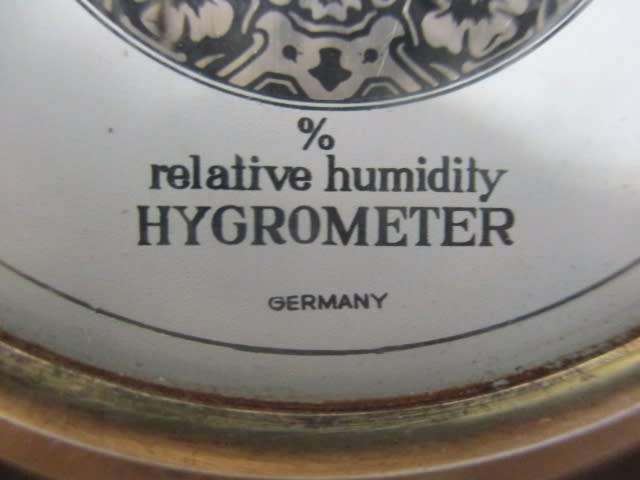 %
relative humidity
HYGROMETER
GERMANY